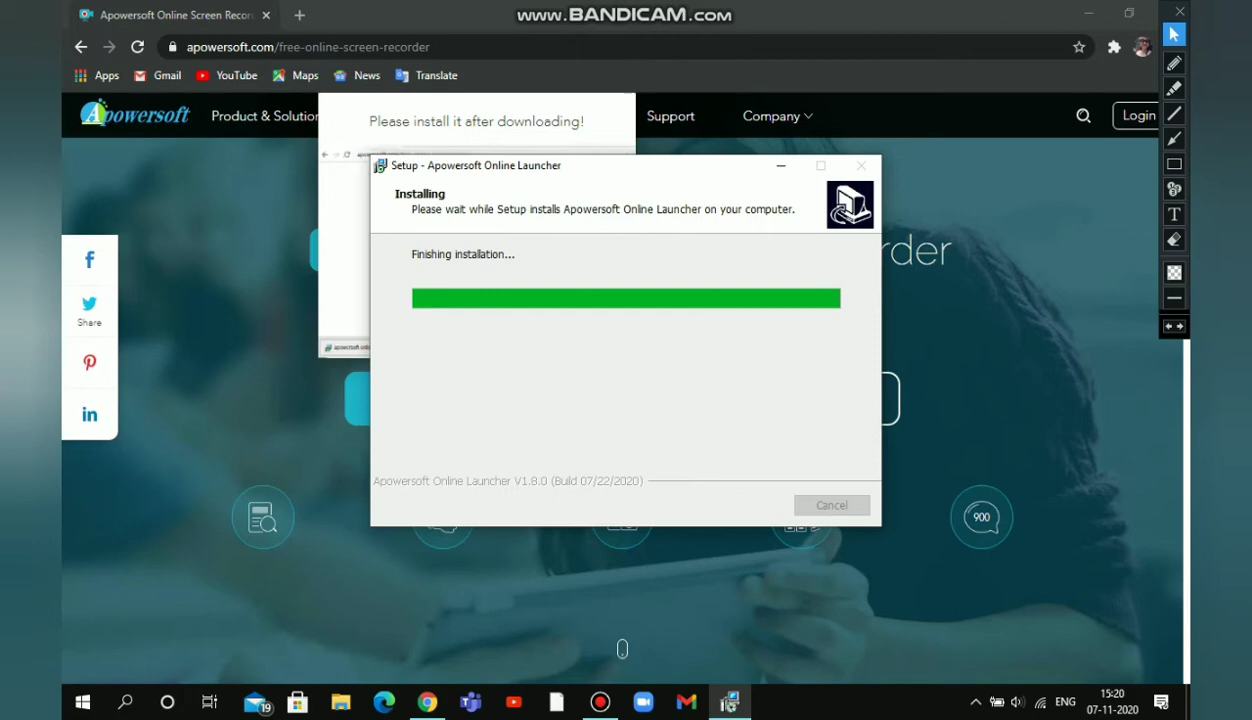 Apowersoft Online Screen Recor
www.BANDICAM.com
apowersoft.com/free-online-screen-recorder
Apps
Gmail
YouTube
Maps
News
Translate
Apowersoft
Product & Solution
Support
Company
Login
Please install it after downloading!
Setup - Apowersoft Online Launcher
Installing
Please wait while Setup installs Apowersoft Online Launcher on your computer.
Finishing installation...
order
T
f
Share
in
Apowersoft Online Launcher V1.8.0 (Build 07/22/2020)
Cancel
900
19
ENG
15:20
07-11-2020